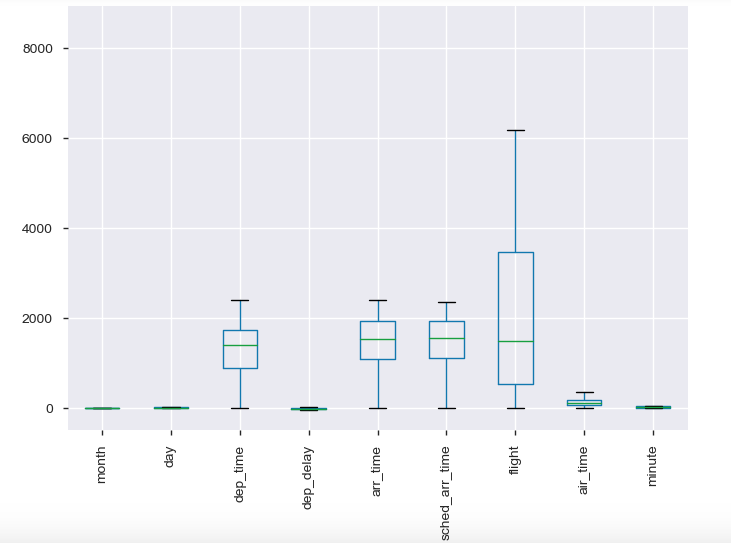 8000
6000
4000
2000
0
month
day
dep_time
dep_delay
arr_time
sched_arr_time
flight
air_time
minute